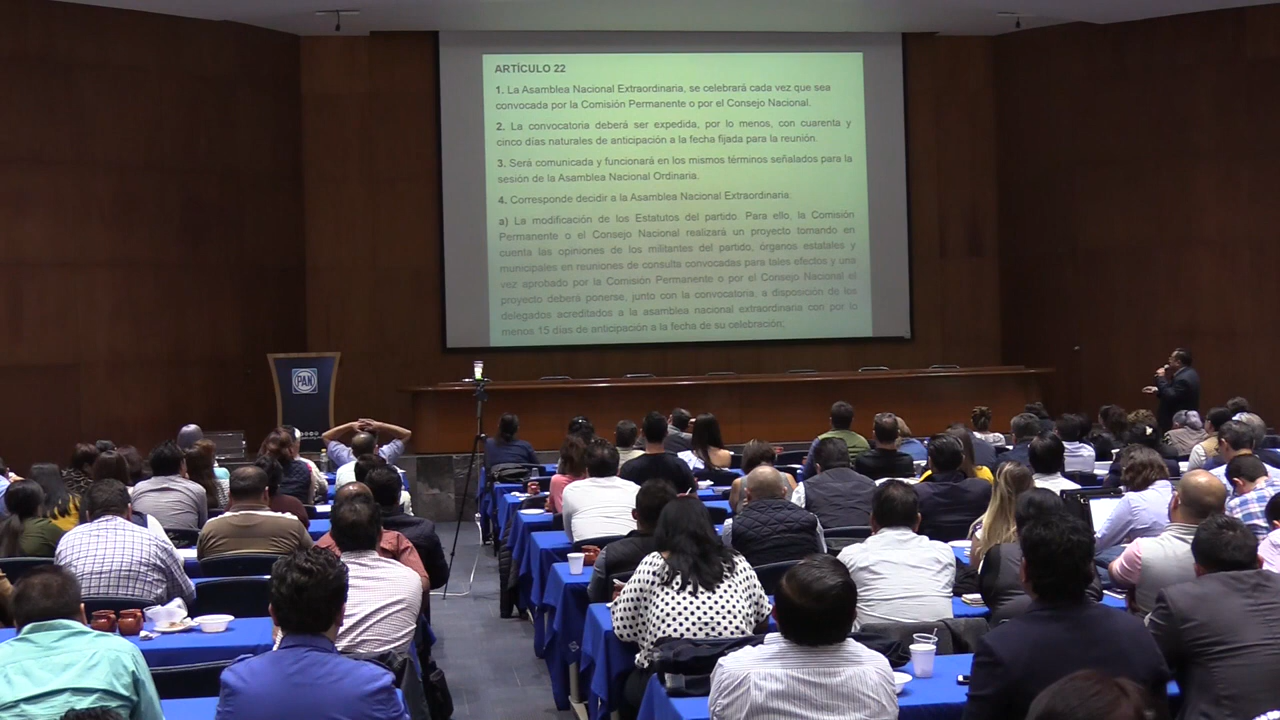 ARTÍCULO 22
1. La Asamblea Nacional Extraordinaria, se celebrará cada vez que sea
convocada por la Comisión Permanente o por el Consejo Nacional.
2. La convocatoria deberá ser expedida, por lo menos, con cuarenta y
cinco días naturales de anticipación a la fecha fijada para la reunión.
3. Será comunicada y funcionará en los mismos términos señalados para la
sesión de la Asamblea Nacional Ordinaria.
4. Corresponde decidir a la Asamblea Nacional Extraordinaria:
a) La modificación de los Estatutos del partido. Para ello, la Comisión
Permanente o el Consejo Nacional realizará un proyecto tomando en
cuenta las opiniones de los militantes del partido, órganos estatales y
municipales en reuniones de consulta convocadas para tales efectos y una
vez aprobado por la Comisión Permanente o por el Consejo Nacional el
proyecto deberá ponerse, junto con la convocatoria, a disposición de los
delegados acreditados a la asamblea nacional extraordinaria con por lo
menos 15 días de anticipación a la fecha de su celebración;
PAN